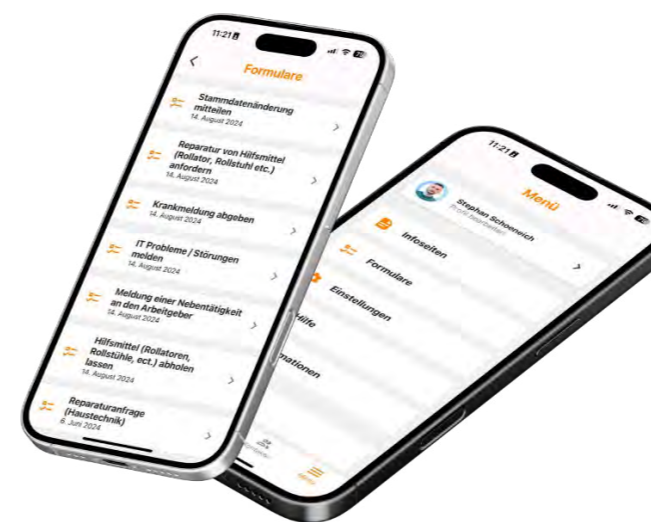 11:21
Formulare
Stammdatenänderung
mitteilen
14. August 2024
Reparatur von Hilfsmittel
(Rollator, Rollstuhl etc.)
anfordern
14. August 2024
Krankmeldung abgeben
14. August 2024
IT Probleme / Störungen
melden
14. August 2024
Meldung einer Nebentätigkeit
an den Arbeitgeber
14. August 2024
Hilfsmittel (Rollatoren,
Rollstühle, ect.) abholen
lassen
14. August 2024
Reparaturanfrage
(Haustechnik)
6. Juni 2024
11:21
Menü
Stephan Schoeneich
Profil bearbeiten
Infoseiten
Formulare
Einstellungen
Hilfe
mationen
Menü